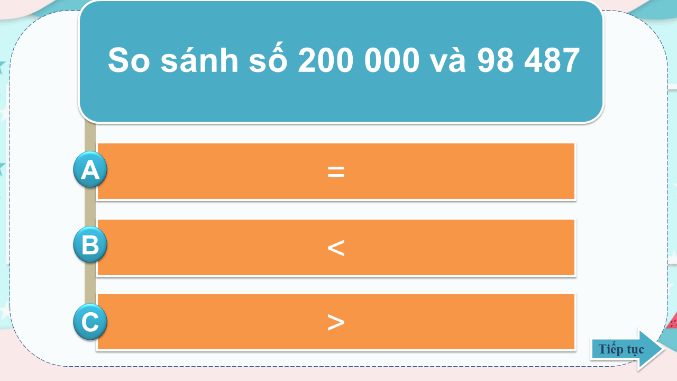 So sánh số 200 000 và 98 487
A =
B <
C >
Tiếp tục